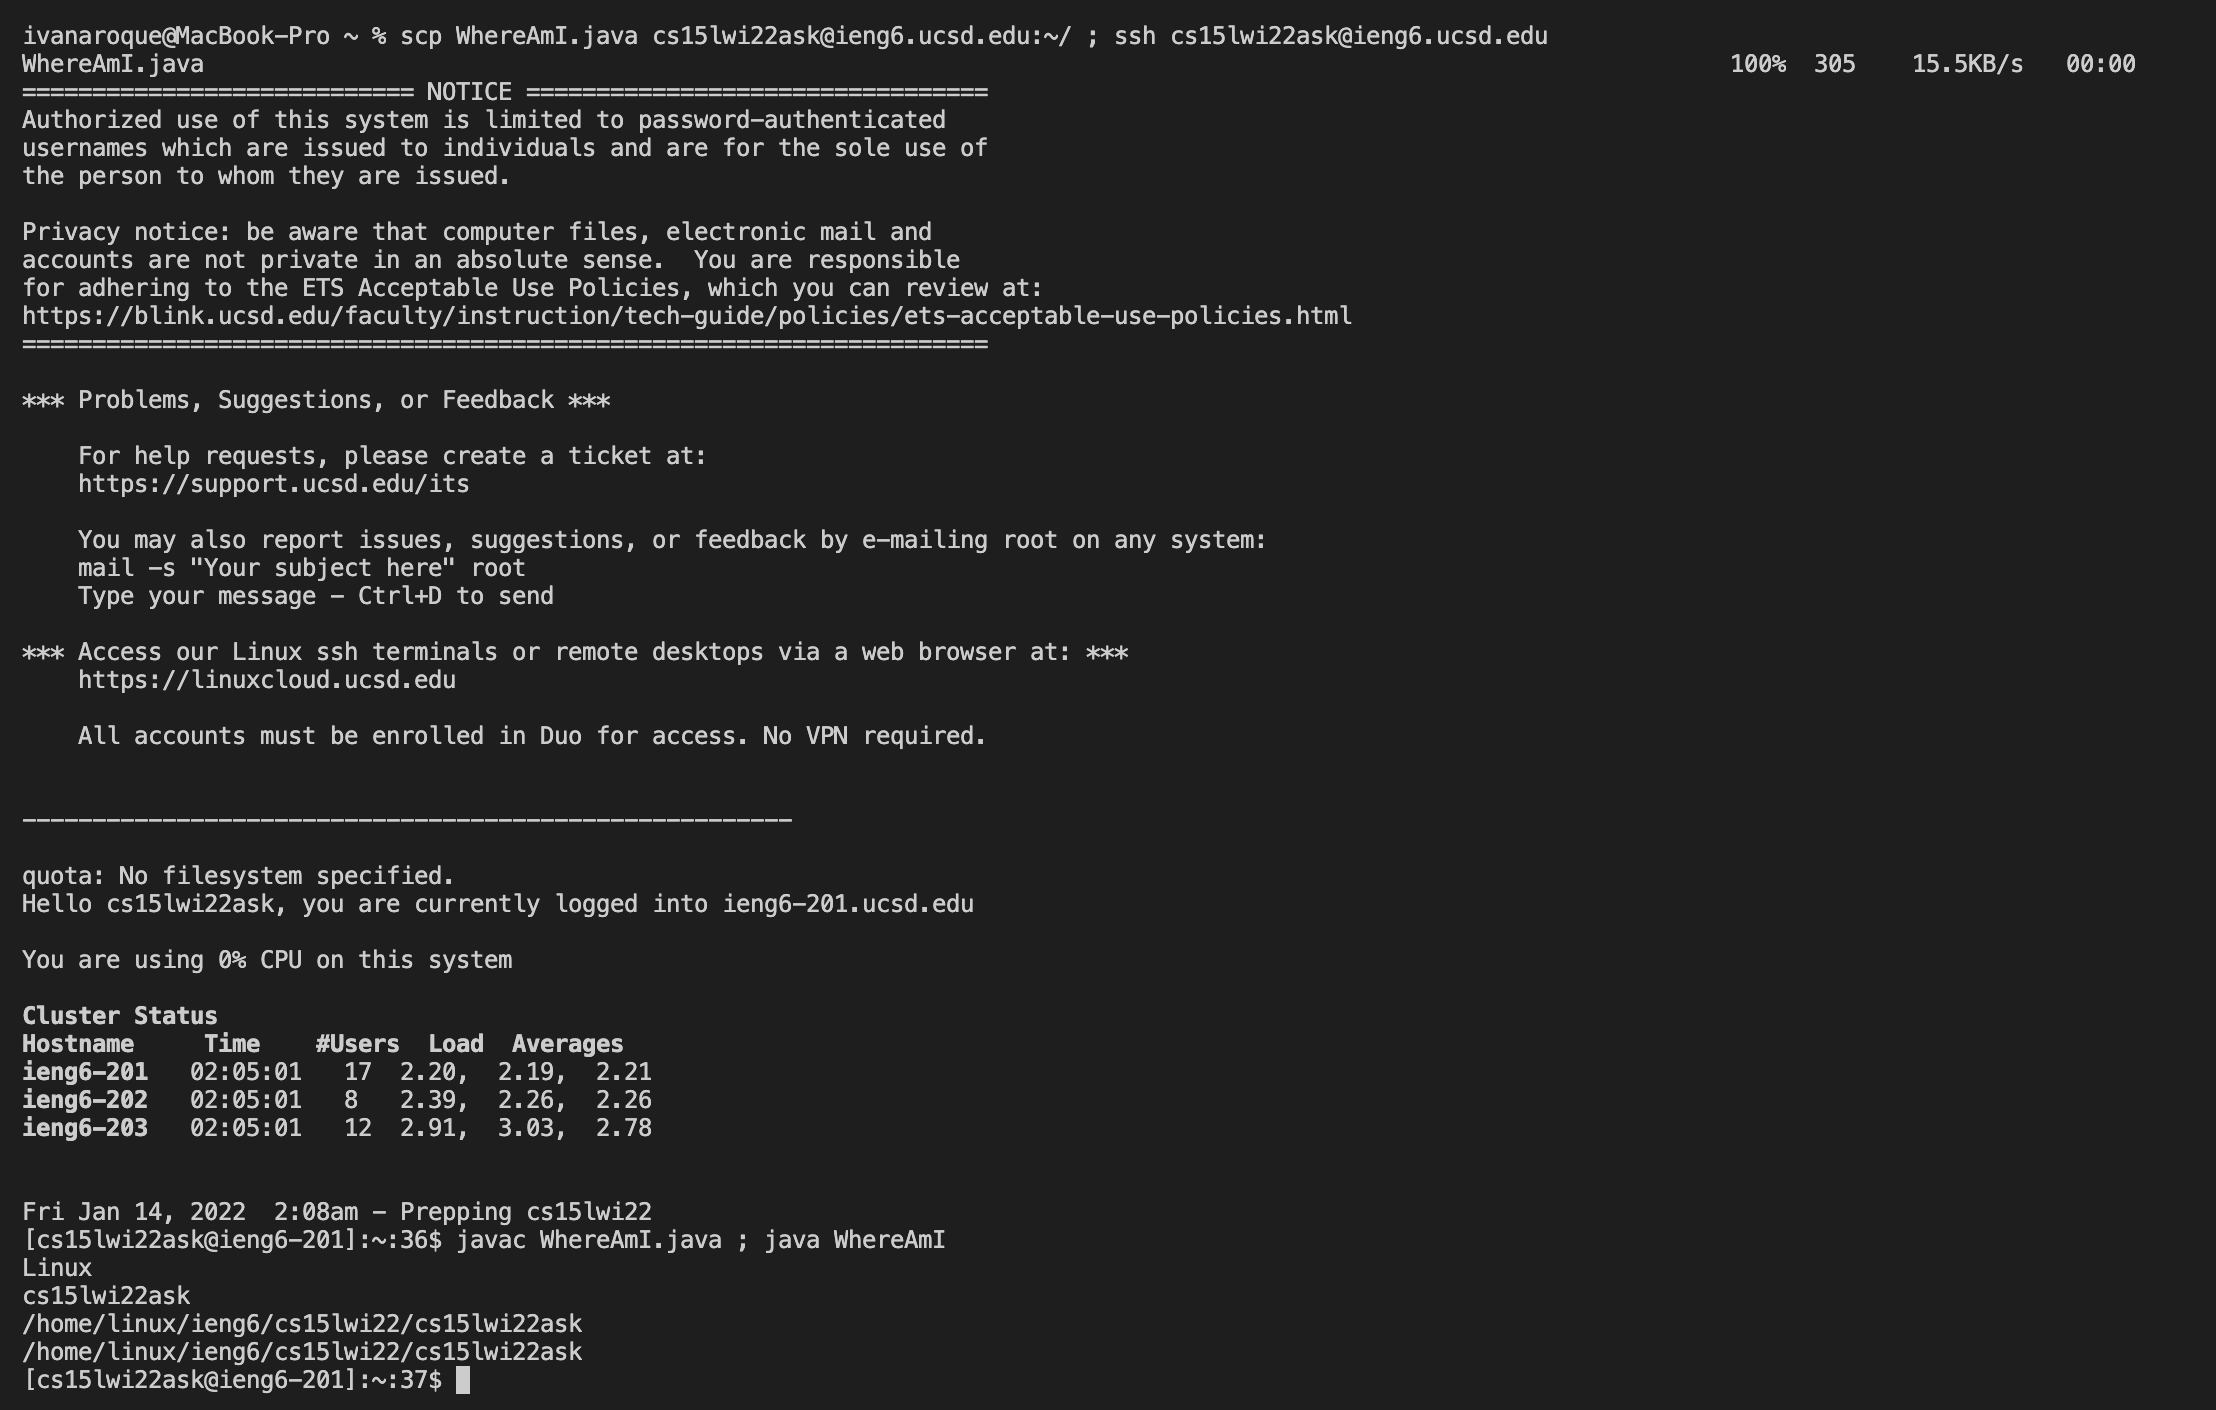 ivanaroque@MacBook-Pro ~ % scp WhereAmI.java cs15lwi22ask@ieng6.ucsd.edu:~/ ; ssh cs15lwi22ask@ieng6.ucsd.edu
WhereAmI.java 100% 305 15.5KB/s 00:00
============================ NOTICE =================================
Authorized use of this system is limited to password-authenticated
usernames which are issued to individuals and are for the sole use of
the person to whom they are issued.

Privacy notice: be aware that computer files, electronic mail and
accounts are not private in an absolute sense.  You are responsible
for adhering to the ETS Acceptable Use Policies, which you can review at:
https://blink.ucsd.edu/faculty/instruction/tech-guide/policies/ets-acceptable-use-policies.html
=====================================================================

*** Problems, Suggestions, or Feedback ***

    For help requests, please create a ticket at:
    https://support.ucsd.edu/its

    You may also report issues, suggestions, or feedback by e-mailing root on any system:
    mail -s "Your subject here" root
    Type your message - Ctrl+D to send

*** Access our Linux ssh terminals or remote desktops via a web browser at: ***
    https://linuxcloud.ucsd.edu

    All accounts must be enrolled in Duo for access. No VPN required.

-------------------------------------------------------

quota: No filesystem specified.
Hello cs15lwi22ask, you are currently logged into ieng6-201.ucsd.edu

You are using 0% CPU on this system

Cluster Status
Hostname     Time    #Users  Load  Averages
ieng6-201   02:05:01   17  2.20,  2.19,  2.21
ieng6-202   02:05:01   8   2.39,  2.26,  2.26
ieng6-203   02:05:01   12  2.91,  3.03,  2.78

Fri Jan 14, 2022  2:08am - Prepping cs15lwi22
[cs15lwi22ask@ieng6-201]:~:36$ javac WhereAmI.java ; java WhereAmI
Linux
cs15lwi22ask
/home/linux/ieng6/cs15lwi22/cs15lwi22ask
/home/linux/ieng6/cs15lwi22/cs15lwi22ask
[cs15lwi22ask@ieng6-201]:~:37$